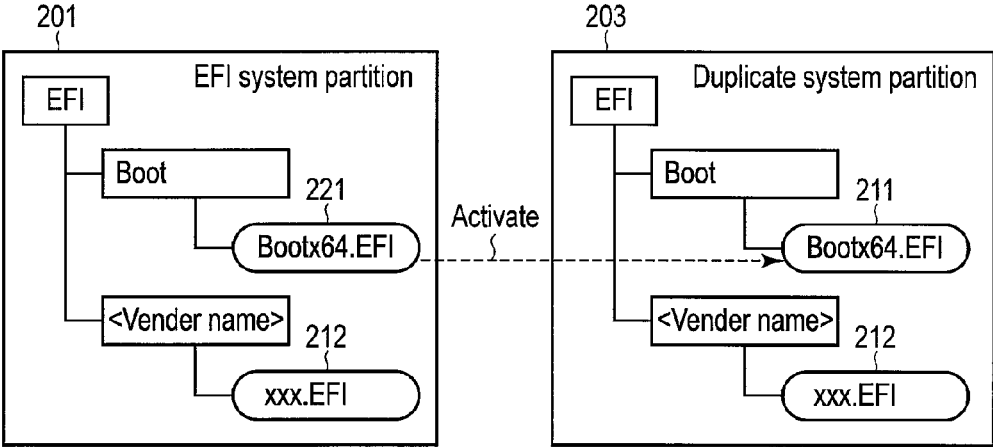 201
203
EFI system partition
Duplicate system partition
EFI
EFI
Boot
Boot
221
211
Bootx64.EFI
Activate
Bootx64.EFI
<Vender name>
<Vender name>
212
212
xxx.EFI
xxx.EFI